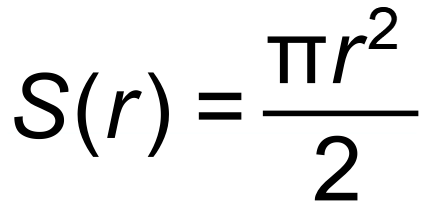 S(r) = πr²/2